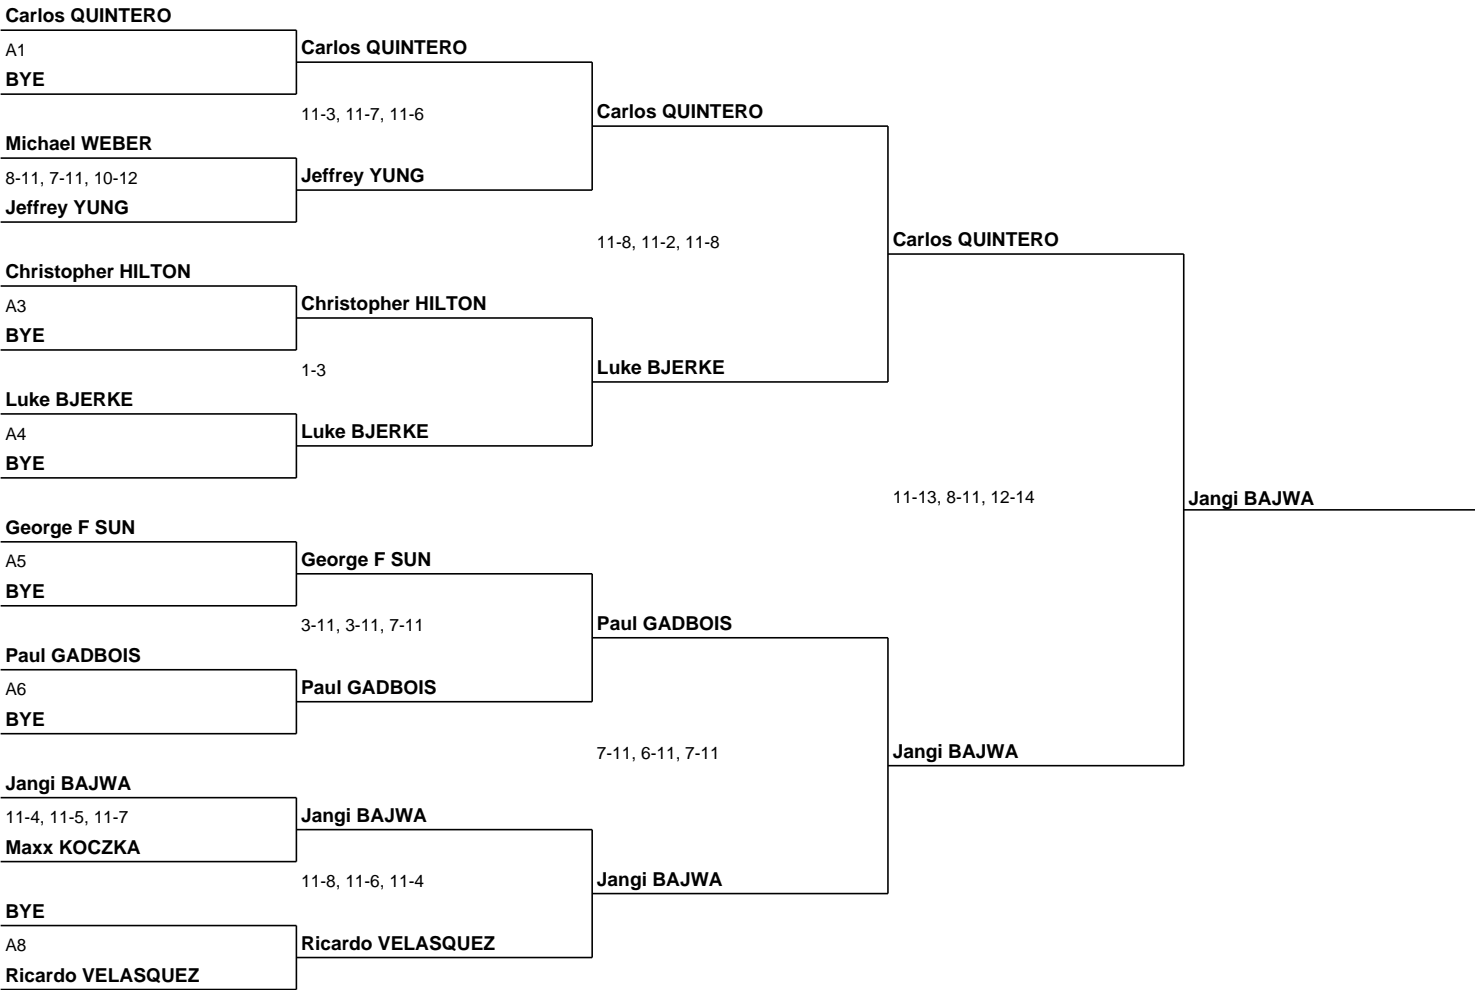 Carlos QUINTERO
A1
BYE
Michael WEBER
8-11, 7-11, 10-12
Jeffrey YUNG
Christopher HILTON
A3
BYE
Luke BJERKE
A4
BYE
George F SUN
A5
BYE
Paul GADBOIS
A6
BYE
Jangi BAJWA
11-4, 11-5, 11-7
Maxx KOCZKA
BYE
A8
Ricardo VELASQUEZ
Carlos QUINTERO
11-3, 11-7, 11-6
Jeffrey YUNG
Christopher HILTON
1-3
Luke BJERKE
George F SUN
3-11, 3-11, 7-11
Paul GADBOIS
Jangi BAJWA
11-8, 11-6, 11-4
Ricardo VELASQUEZ
Carlos QUINTERO
11-8, 11-2, 11-8
Luke BJERKE
Paul GADBOIS
7-11, 6-11, 7-11
Jangi BAJWA
Carlos QUINTERO
11-13, 8-11, 12-14
Jangi BAJWA
Jangi BAJWA